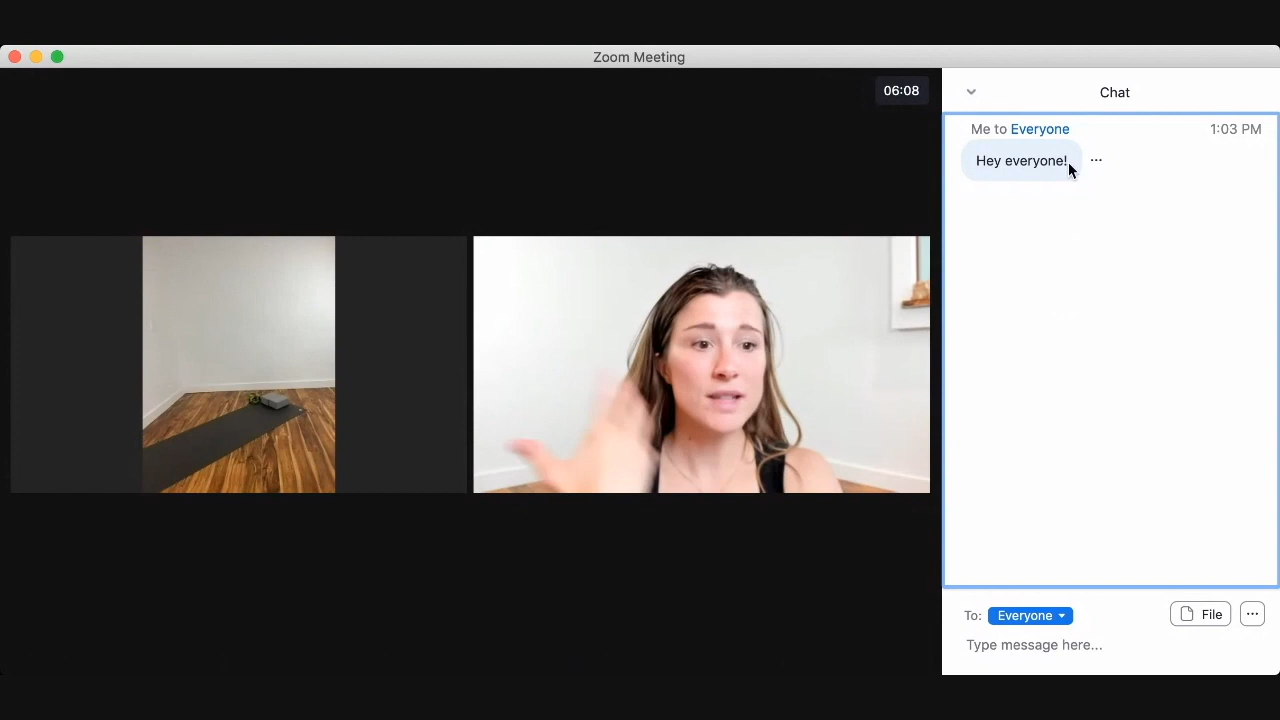 Zoom Meeting
06:08
Chat
Me to Everyone 1:03 PM
Hey everyone!
To: Everyone File
Type message here...